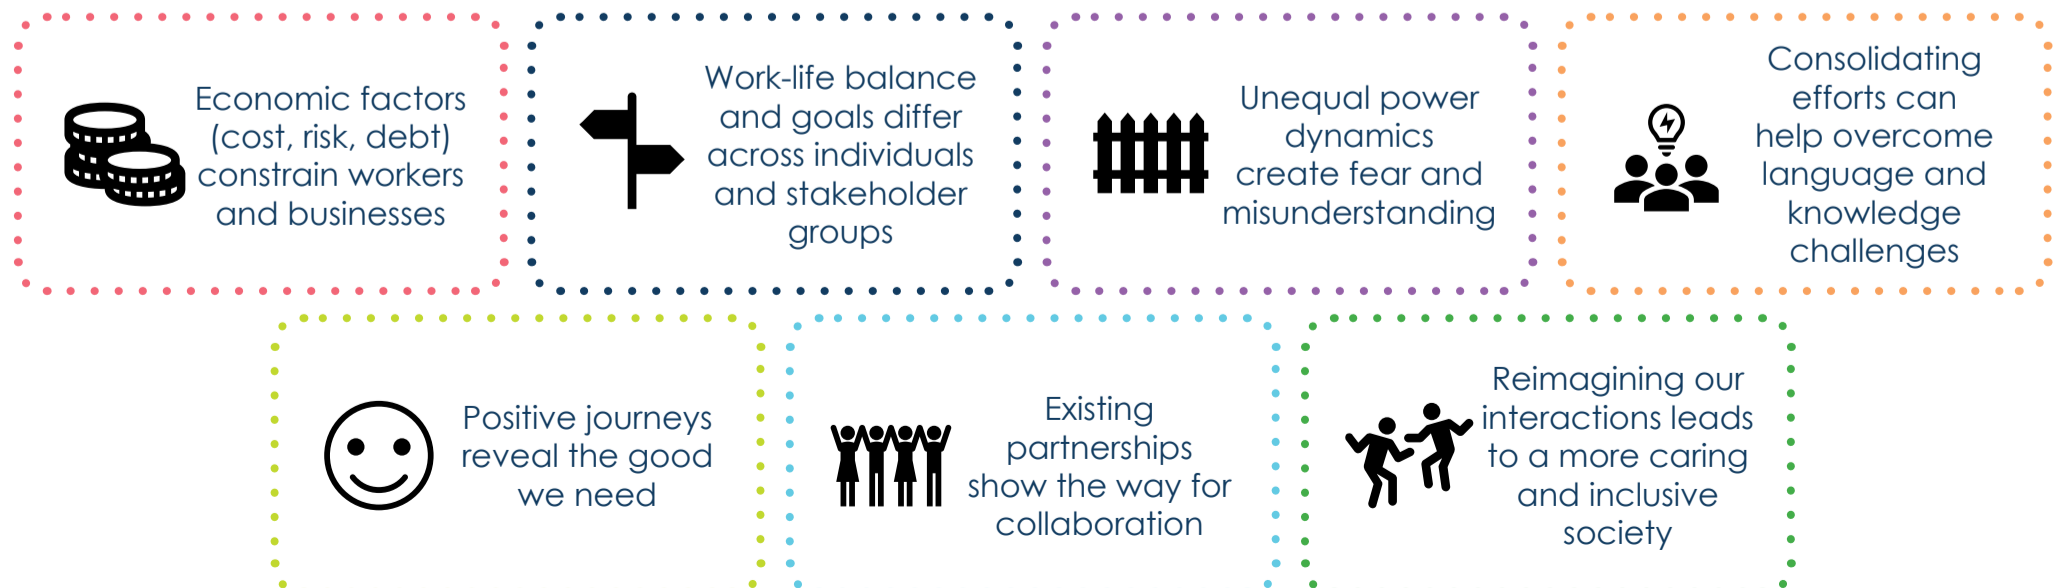 Economic factors
(cost, risk, debt)
constrain workers
and businesses
Work-life balance
and goals differ
across individuals
and stakeholder
groups
Unequal power
dynamics
create fear and
misunderstanding
Consolidating
efforts can
help overcome
language and
knowledge
challenges
Positive journeys
reveal the good
we need
Existing
partnerships
show the way for
collaboration
Reimagining our
interactions leads
to a more caring
and inclusive
society